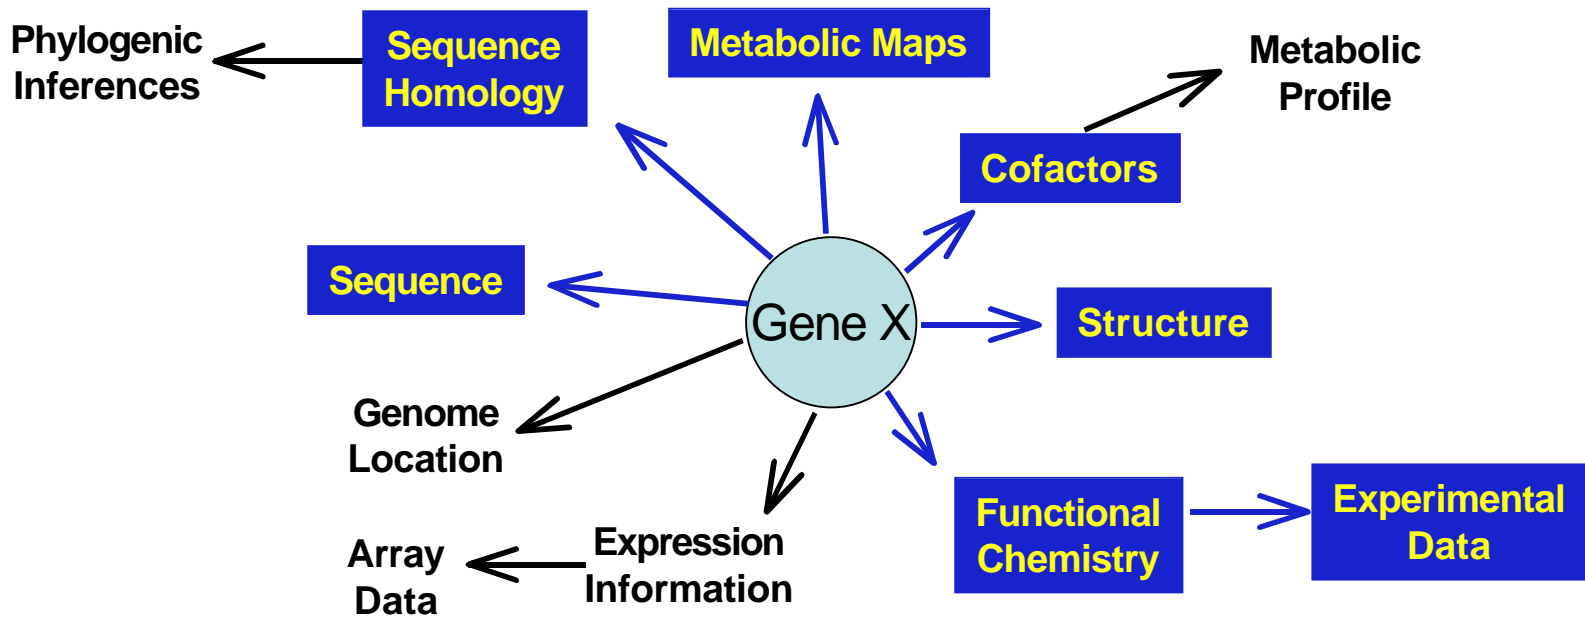 Phylogenic
Inferences
Sequence
Homology
Metabolic Maps
Metabolic
Profile
Cofactors
Sequence
Gene X
Structure
Genome
Location
Functional
Chemistry
Experimental
Data
Expression
Information
Array
Data